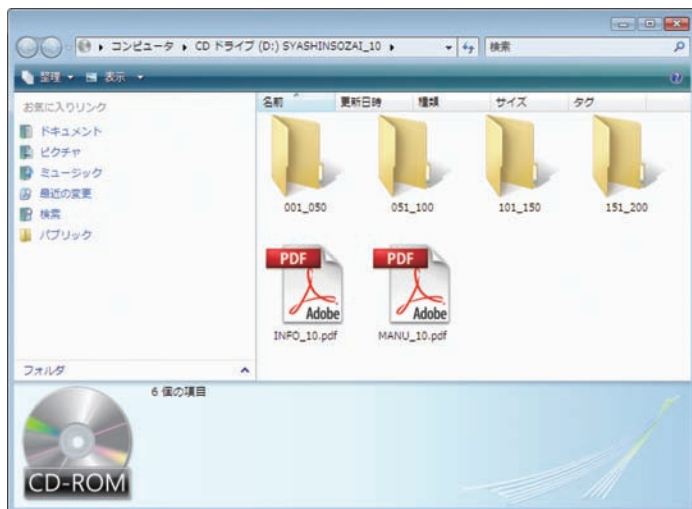 コンピュータ ▸ CD ドライブ (D:) SYASHINSOZAI_10 ▸
検索
整理 表示
お気に入りリンク
ドキュメント
ピクチャ
ミュージック
最近の変更
検索
パブリック
フォルダ
名前 更新日時 種類 サイズ タグ
001_050 051_100 101_150 151_200
PDF PDF
Adobe Adobe
INFO_10.pdf MANU_10.pdf
6 個の項目
CD-ROM